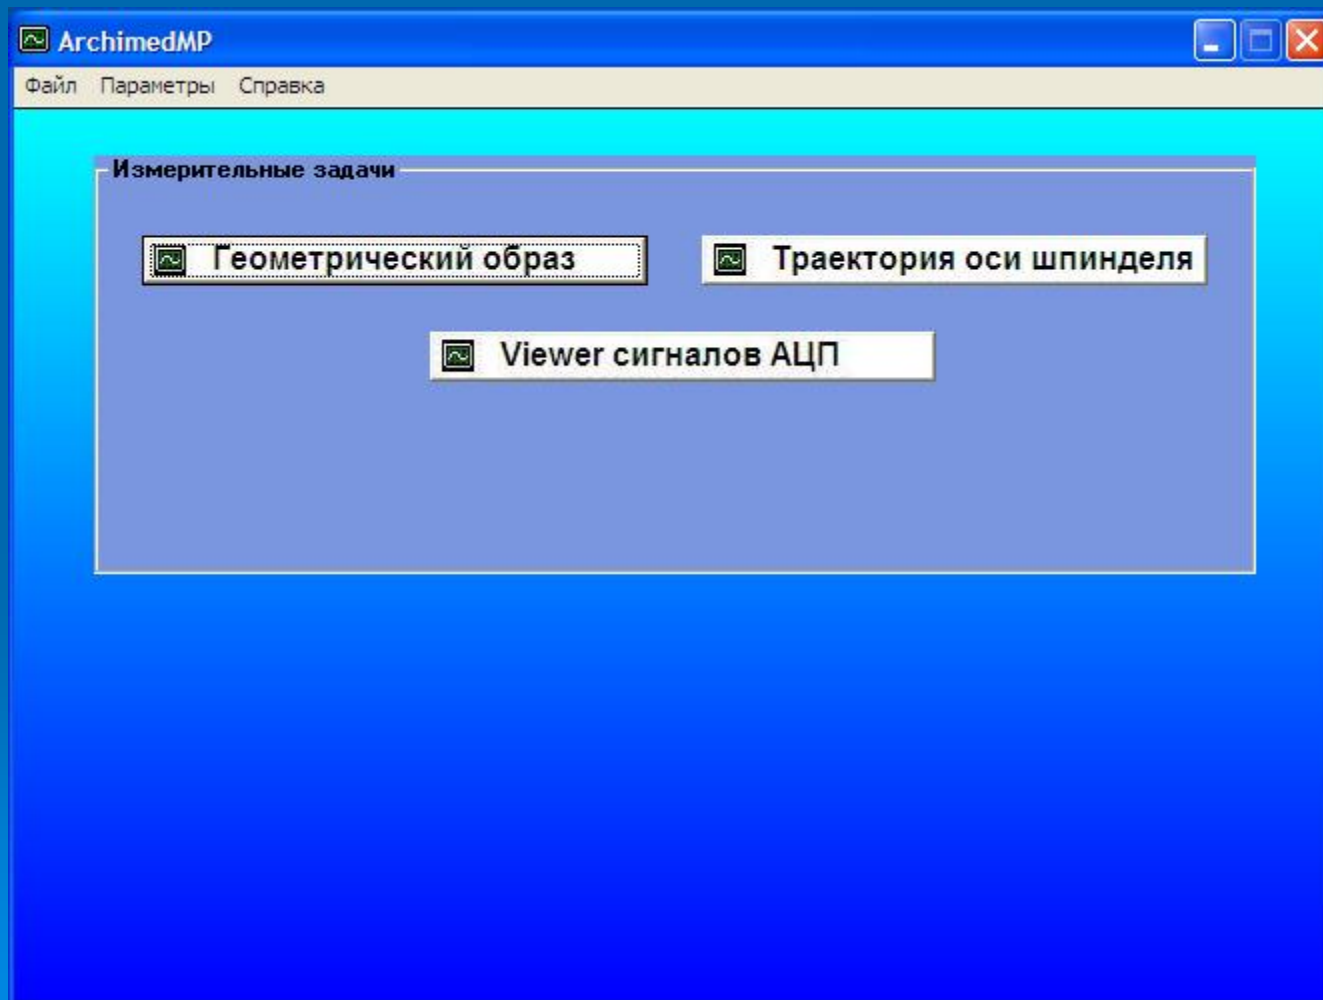 ArchimedMP
Файл Параметры Справка
Измерительные задачи
Геометрический образ Траектория оси шпинделя
Viewer сигналов АЦП